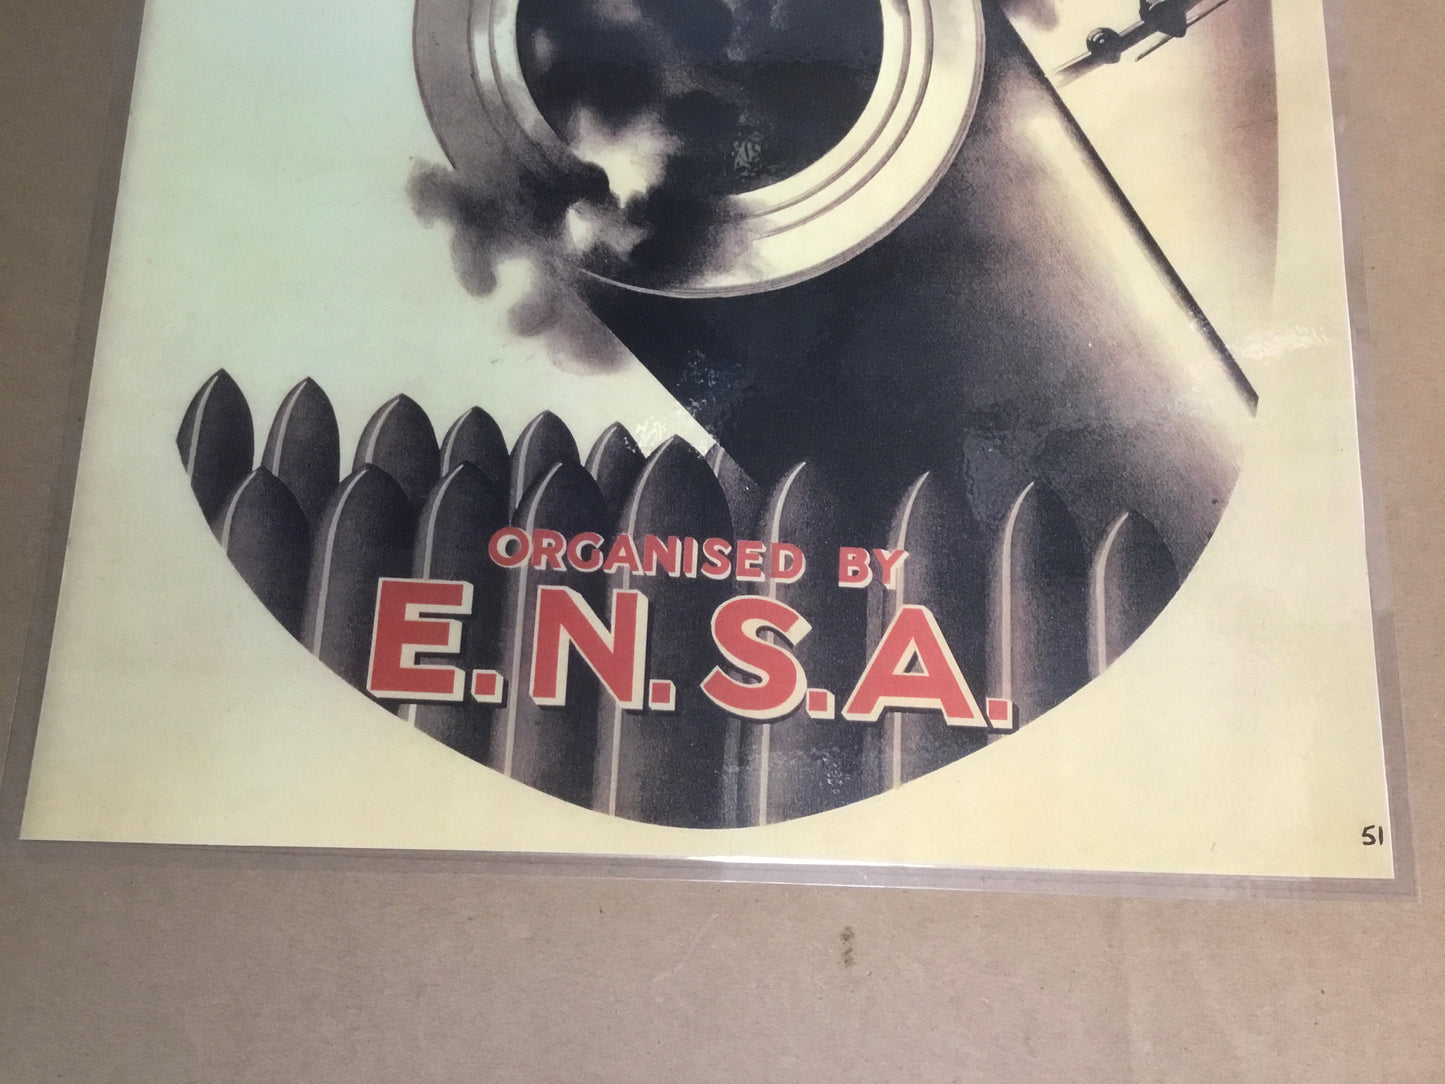 ORGANISED BY
E.N.S.A.
51